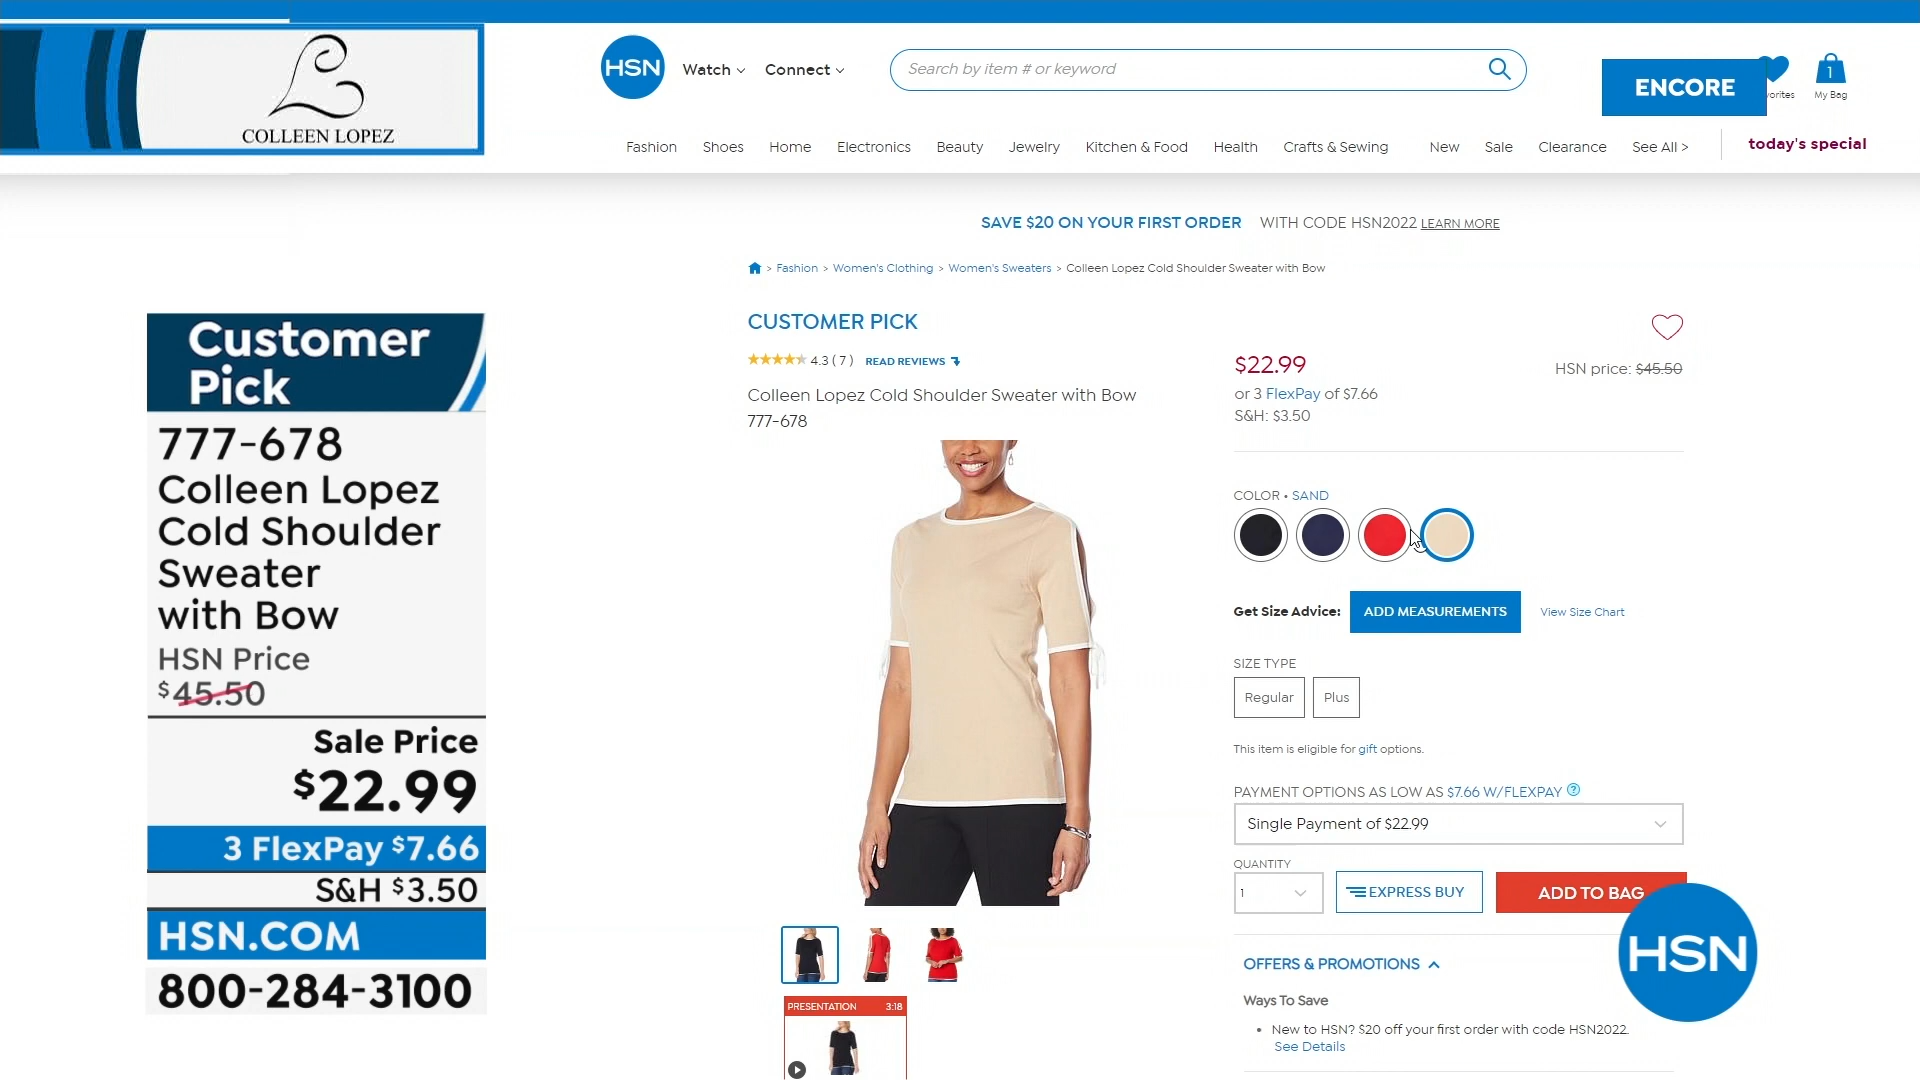 COLLEEN LOPEZ
HSN
Watch
Connect
Search by item # or keyword
ENCORE
1
My Bag
Fashion
Shoes
Home
Electronics
Beauty
Jewelry
Kitchen & Food
Health
Crafts & Sewing
New
Sale
Clearance
See All >
today's special
SAVE $20 ON YOUR FIRST ORDER WITH CODE HSN2022 LEARN MORE
> Fashion > Women's Clothing > Women's Sweaters > Colleen Lopez Cold Shoulder Sweater with Bow
Customer
Pick
777-678
Colleen Lopez
Cold Shoulder
Sweater
with Bow
HSN Price
$45.50
Sale Price
$22.99
3 FlexPay $7.66
S&H $3.50
HSN.COM
800-284-3100
CUSTOMER PICK
4.3 ( 7 ) READ REVIEWS
Colleen Lopez Cold Shoulder Sweater with Bow
777-678
PRESENTATION 3:18
$22.99
HSN price: $45.50
or 3 FlexPay of $7.66
S&H: $3.50
COLOR • SAND
Get Size Advice: ADD MEASUREMENTS View Size Chart
SIZE TYPE
Regular
Plus
This item is eligible for gift options.
PAYMENT OPTIONS AS LOW AS $7.66 W/FLEXPAY ?
Single Payment of $22.99
QUANTITY
1
EXPRESS BUY
ADD TO BAG
HSN
OFFERS & PROMOTIONS
Ways To Save
• New to HSN? $20 off your first order with code HSN2022.
See Details